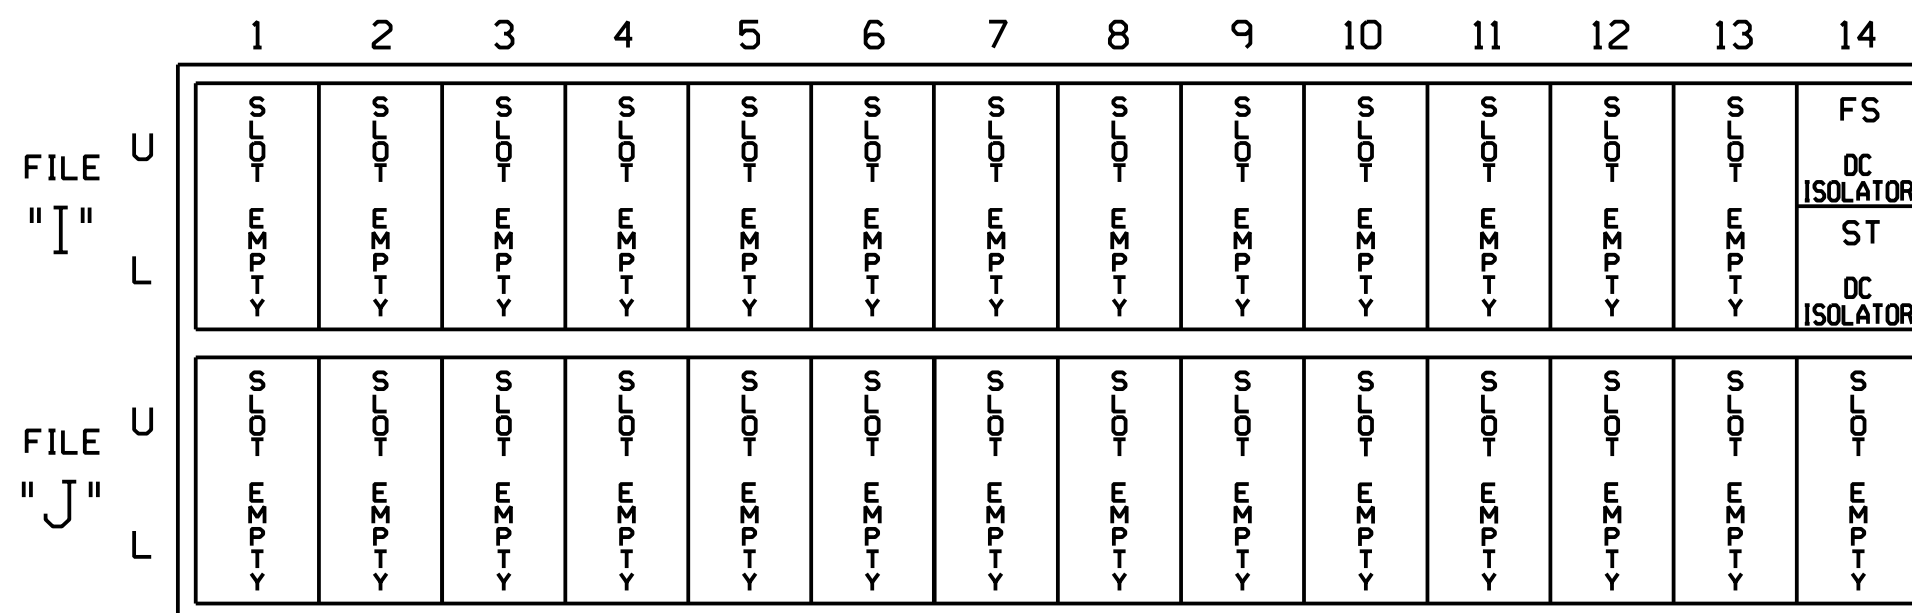 1 2 3 4 5 6 7 8 9 10 11 12 13 14
FILE "I"
U
L
SLOT EMPTY SLOT EMPTY SLOT EMPTY SLOT EMPTY SLOT EMPTY SLOT EMPTY SLOT EMPTY SLOT EMPTY SLOT EMPTY SLOT EMPTY SLOT EMPTY SLOT EMPTY SLOT EMPTY
FS
DC
ISOLATOR
ST
DC
ISOLATOR
FILE "J"
U
L
SLOT EMPTY SLOT EMPTY SLOT EMPTY SLOT EMPTY SLOT EMPTY SLOT EMPTY SLOT EMPTY SLOT EMPTY SLOT EMPTY SLOT EMPTY SLOT EMPTY SLOT EMPTY SLOT EMPTY SLOT EMPTY